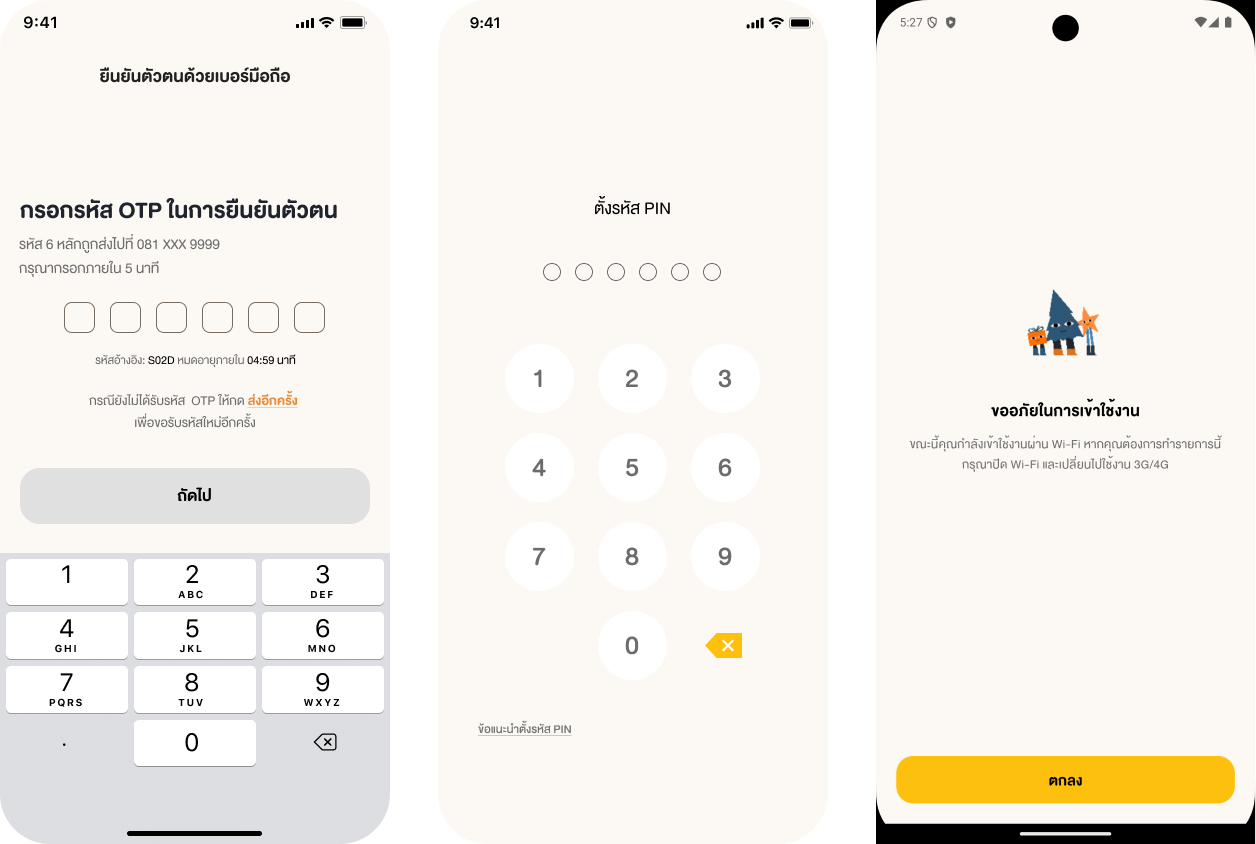 9:41
ยืนยันตัวตนด้วยเบอร์มือถือ
กรอกรหัส OTP ในการยืนยันตัวตน
รหัส 6 หลักถูกส่งไปที่ 081 XXX 9999
กรุณากรอกภายใน 5 นาที
รหัสอ้างอิง: S02D หมดอายุภายใน 04:59 นาที
กรณียังไม่ได้รับรหัส OTP ให้กด ส่งอีกครั้ง
เพื่อขอรับรหัสใหม่อีกครั้ง
ถัดไป
1 2 3
ABC DEF
4 5 6
GHI JKL MNO
7 8 9
PQRS TUV WXYZ
. 0
9:41
ตั้งรหัส PIN
1 2 3
4 5 6
7 8 9
0
ข้อแนะนำตั้งรหัส PIN
5:27
ขออภัยในการเข้าใช้งาน
ขณะนี้คุณกำลังเข้าใช้งานผ่าน Wi-Fi หากคุณต้องการทำรายการนี้
กรุณาปิด Wi-Fi และเปลี่ยนไปใช้งาน 3G/4G
ตกลง